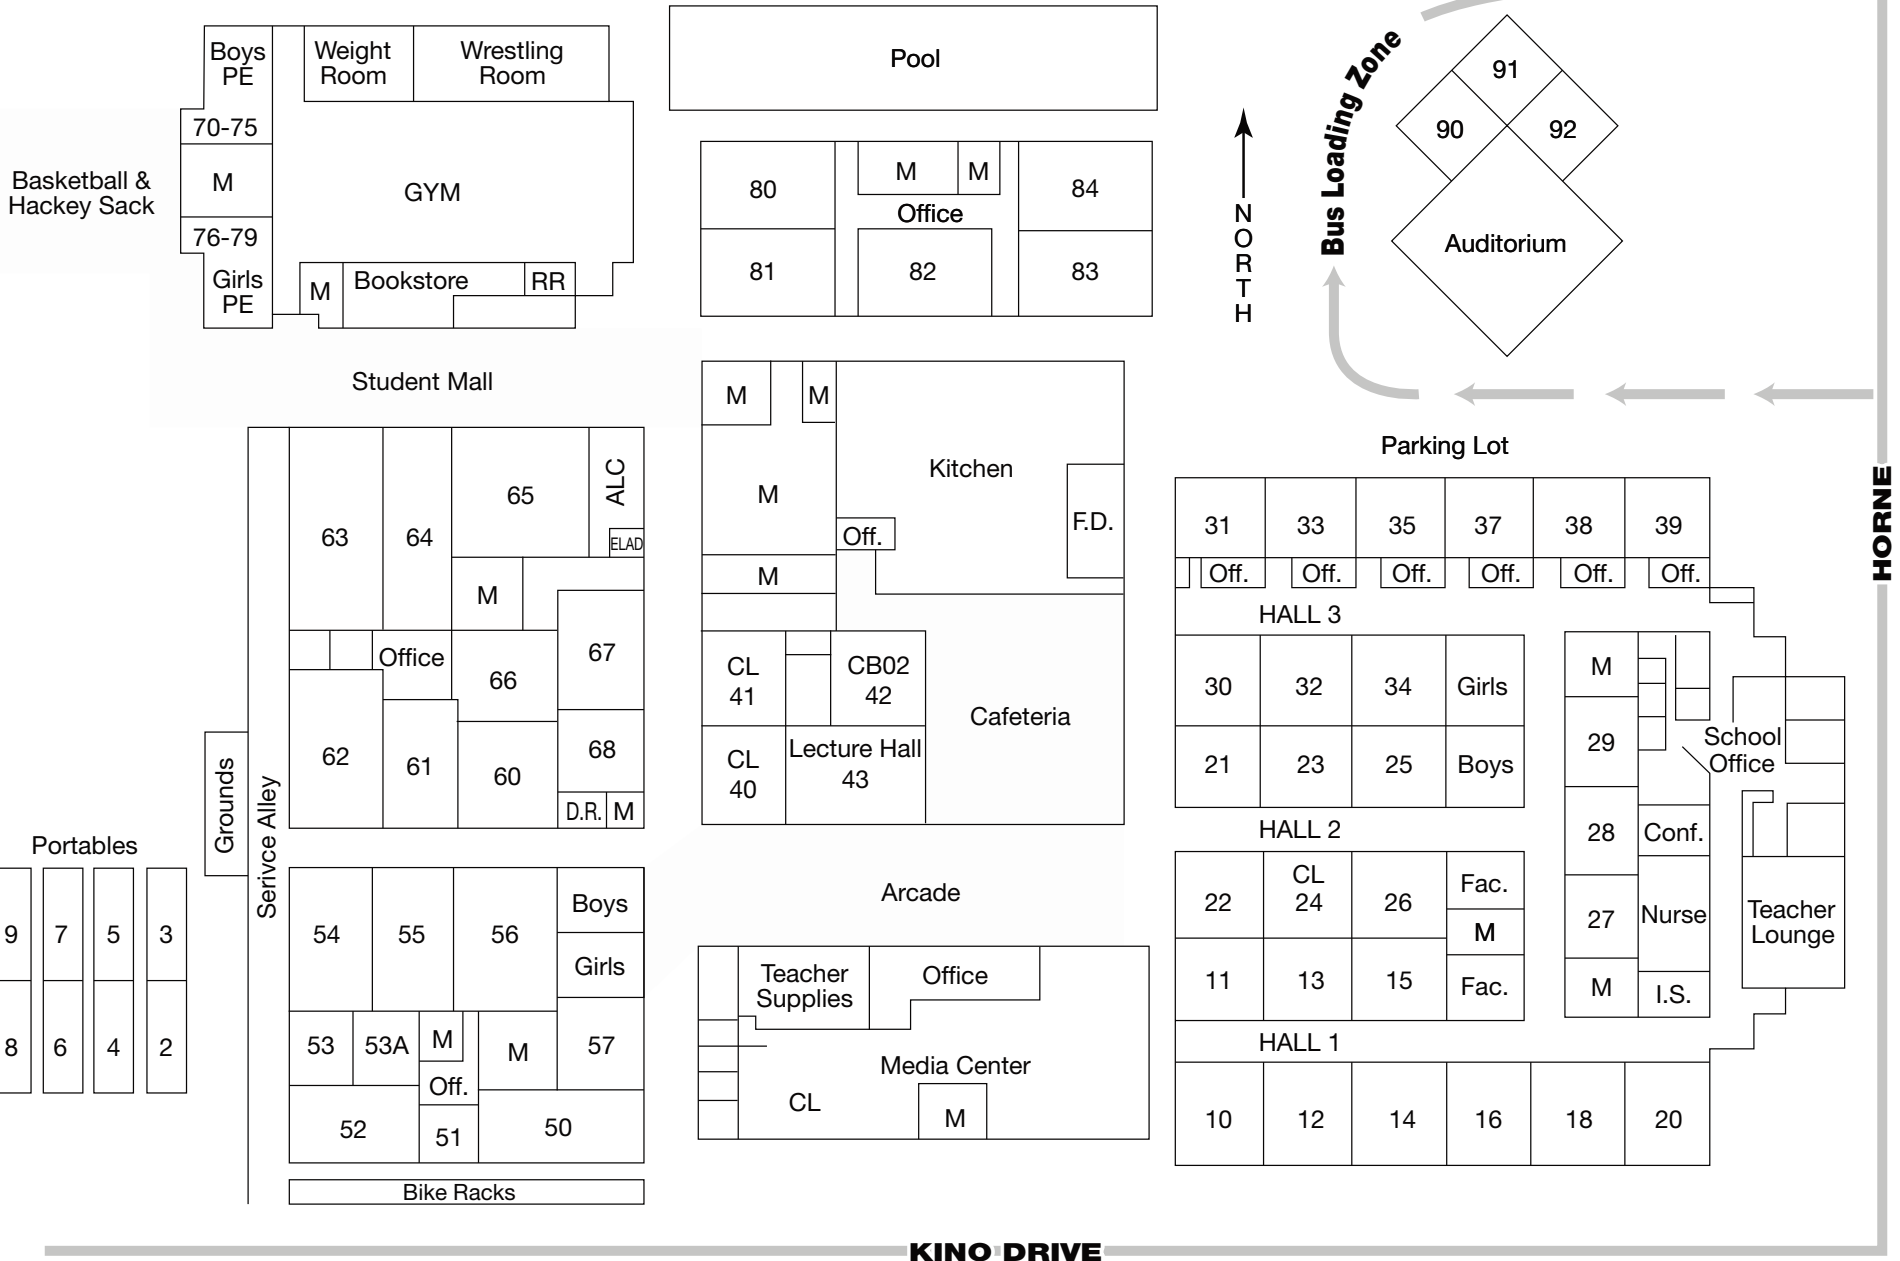 Boys
PE
Weight
Room
Wrestling
Room
70-75
M
76-79
Girls
PE
GYM
M
Bookstore
RR
Basketball &
Hackey Sack
Pool
80
M
M
84
Office
81
82
83
NORTH
Bus Loading Zone
91
90
92
Auditorium
Student Mall
63
64
65
ALC
ELAD
M
Office
66
67
62
61
60
68
D.R.
M
Grounds
Serivce Alley
M
M
Kitchen
M
Off.
F.D.
M
CL
41
CB02
42
Cafeteria
CL
40
Lecture Hall
43
Parking Lot
31
33
35
37
38
39
Off.
Off.
Off.
Off.
Off.
Off.
HALL 3
30
32
34
Girls
21
23
25
Boys
HALL 2
22
CL
24
26
Fac.
M
11
13
15
Fac.
HALL 1
10
12
14
16
18
20
M
29
28
27
M
School
Office
Conf.
Nurse
I.S.
Teacher
Lounge
HORNE
Portables
9
7
5
3
8
6
4
2
54
55
56
Boys
Girls
53
53A
M
M
57
Off.
52
51
50
Bike Racks
Arcade
Teacher
Supplies
Office
Media Center
CL
M
KINO DRIVE